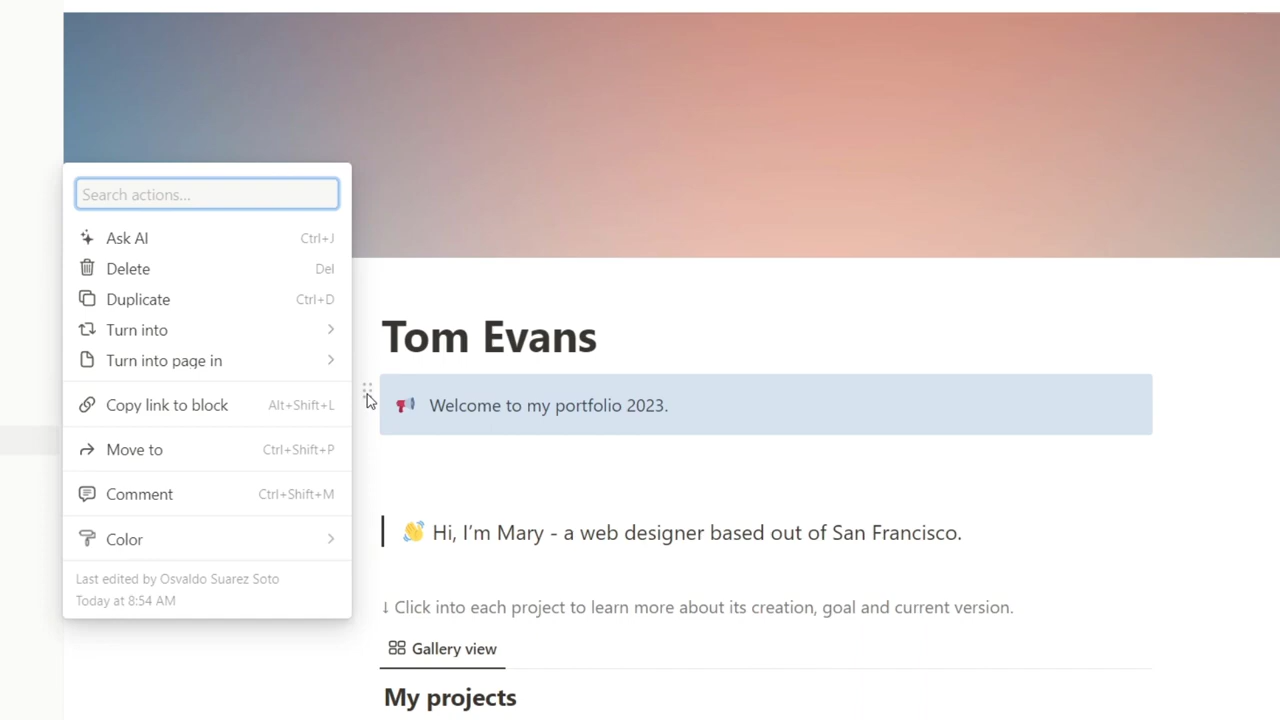 Search actions...
Ask AI Ctrl+J
Delete Del
Duplicate Ctrl+D
Turn into
Turn into page in
Copy link to block Alt+Shift+L
Move to Ctrl+Shift+P
Comment Ctrl+Shift+M
Color
Last edited by Osvaldo Suarez Soto
Today at 8:54 AM
Tom Evans
Welcome to my portfolio 2023.
👋 Hi, I’m Mary - a web designer based out of San Francisco.
↓ Click into each project to learn more about its creation, goal and current version.
Gallery view
My projects